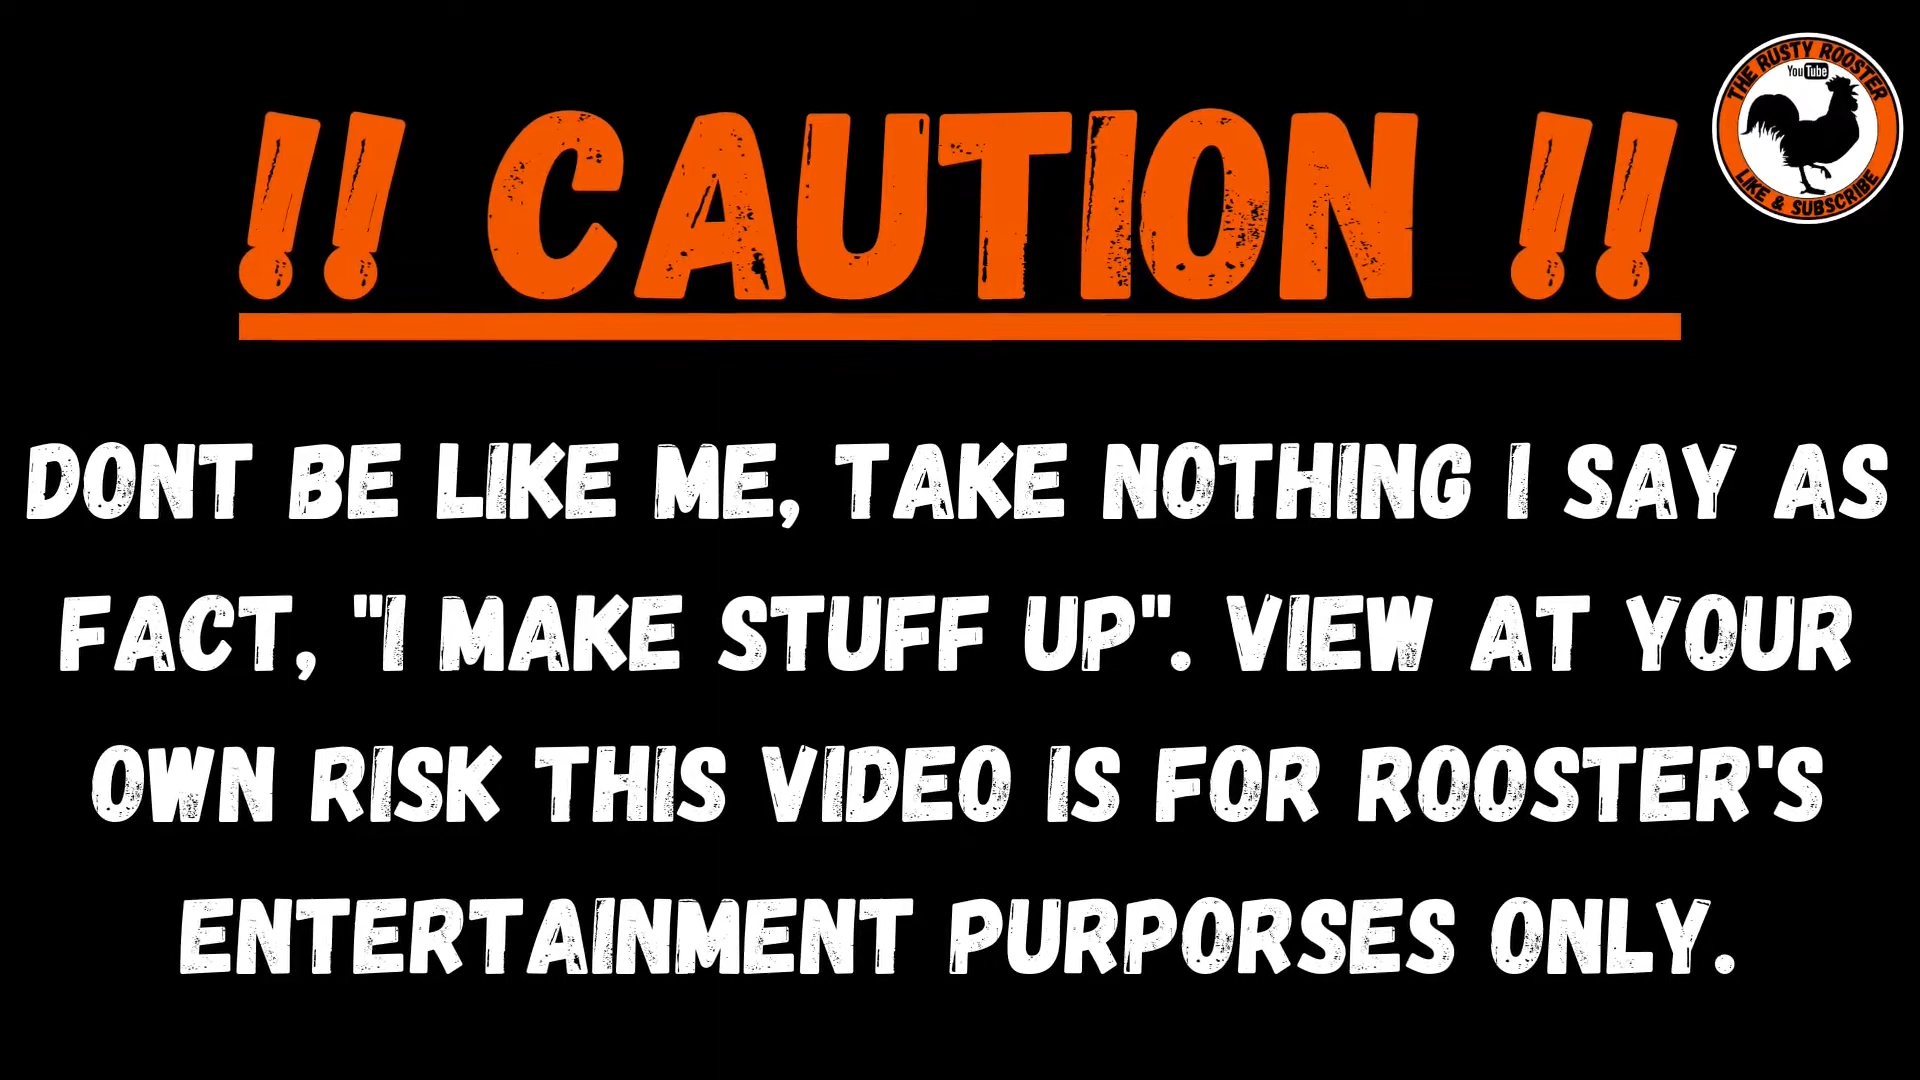 THE RUSTY ROOSTER
YouTube
LIKE & SUBSCRIBE
!! CAUTION !!
DONT BE LIKE ME, TAKE NOTHING I SAY AS
FACT, "I MAKE STUFF UP". VIEW AT YOUR
OWN RISK THIS VIDEO IS FOR ROOSTER'S
ENTERTAINMENT PURPORSES ONLY.